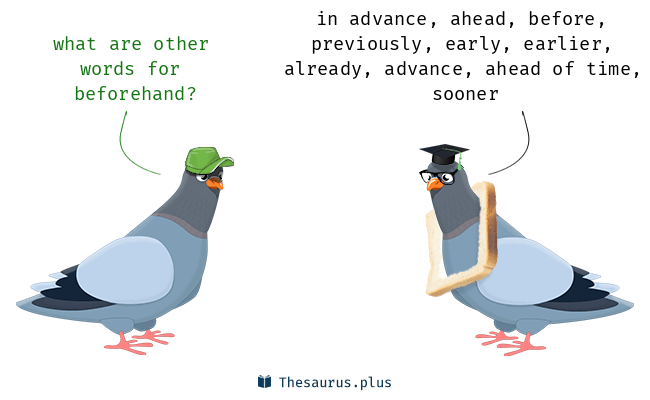 what are other
words for
beforehand?
in advance, ahead, before,
previously, early, earlier,
already, advance, ahead of time,
sooner
Thesaurus.plus